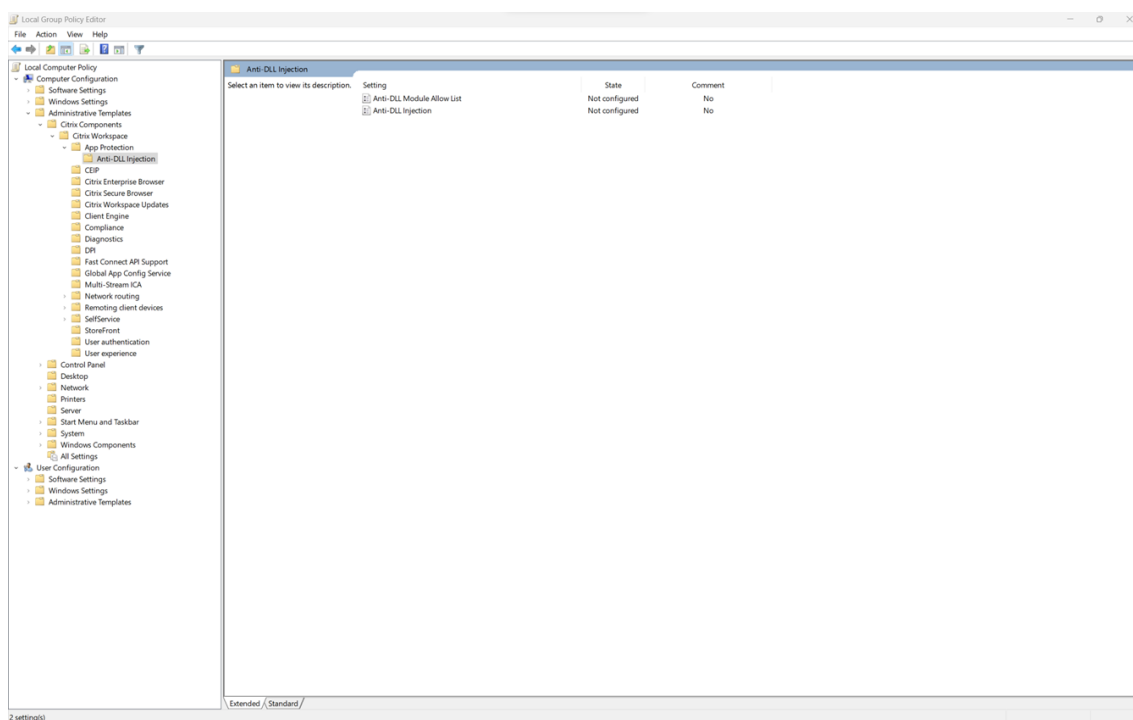 Local Group Policy Editor
File Action View Help
Local Computer Policy
Computer Configuration
Software Settings
Windows Settings
Administrative Templates
Citrix Components
Citrix Workspace
App Protection
Anti-DLL Injection
CEIP
Citrix Enterprise Browser
Citrix Secure Browser
Citrix Workspace Updates
Client Engine
Compliance
Diagnostics
DPI
Fast Connect API Support
Global App Config Service
Multi-Stream ICA
Network routing
Remoting client devices
SelfService
StoreFront
User authentication
User experience
Control Panel
Desktop
Network
Printers
Server
Start Menu and Taskbar
System
Windows Components
All Settings
User Configuration
Software Settings
Windows Settings
Administrative Templates
Anti-DLL Injection
Select an item to view its description.
Setting State Comment
Anti-DLL Module Allow List Not configured No
Anti-DLL Injection Not configured No
Extended Standard
2 setting(s)